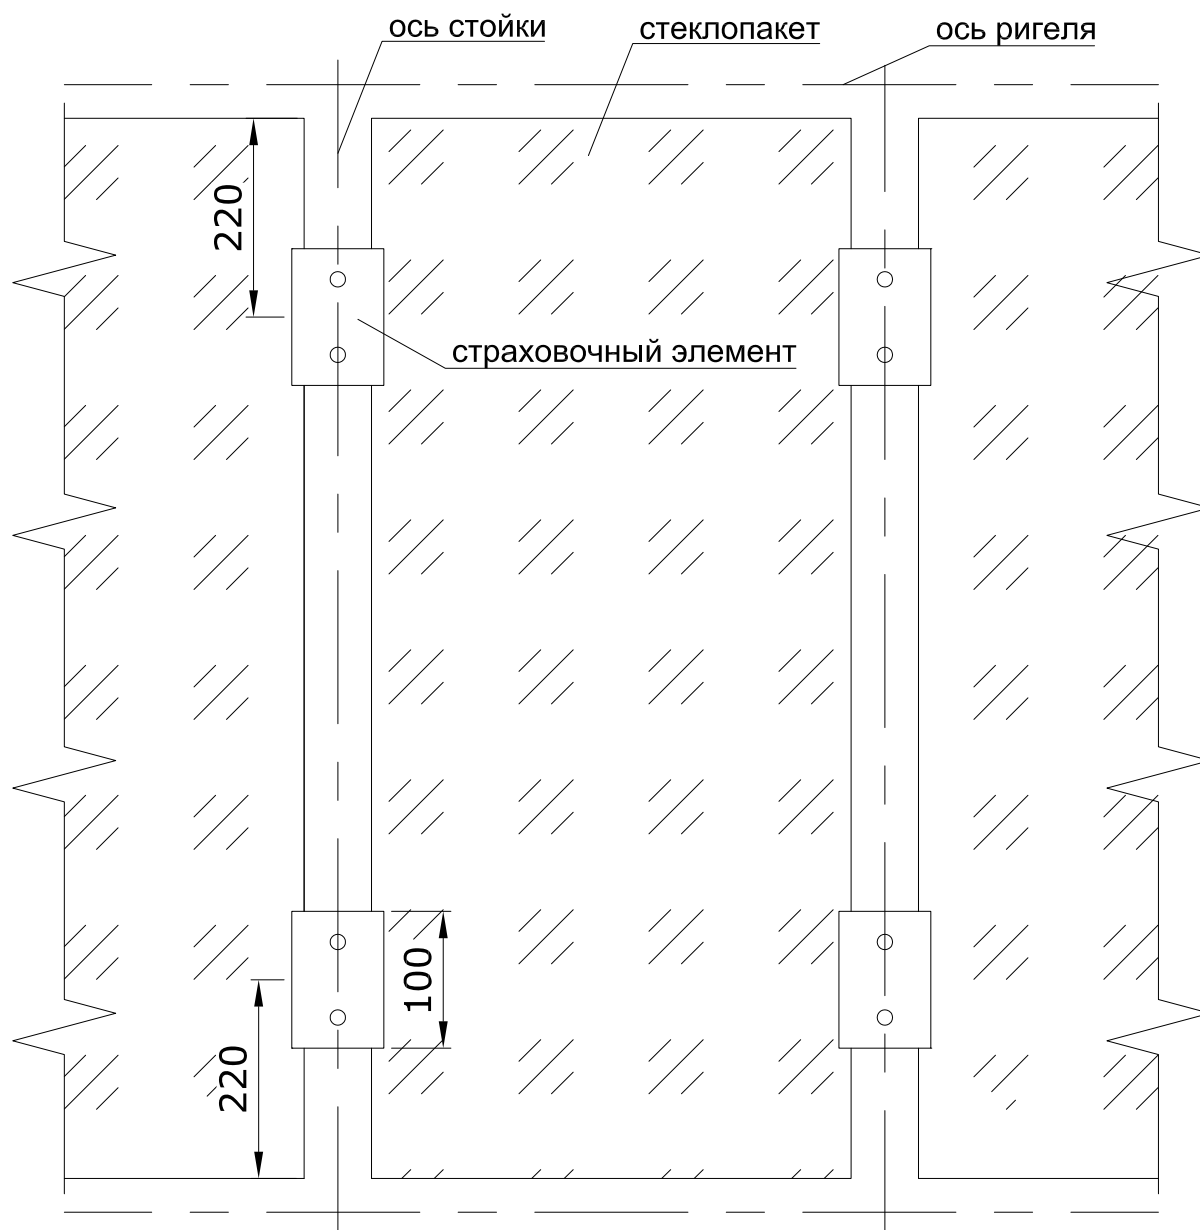 ось стойки
стеклопакет
ось ригеля
220
страховочный элемент
100
220